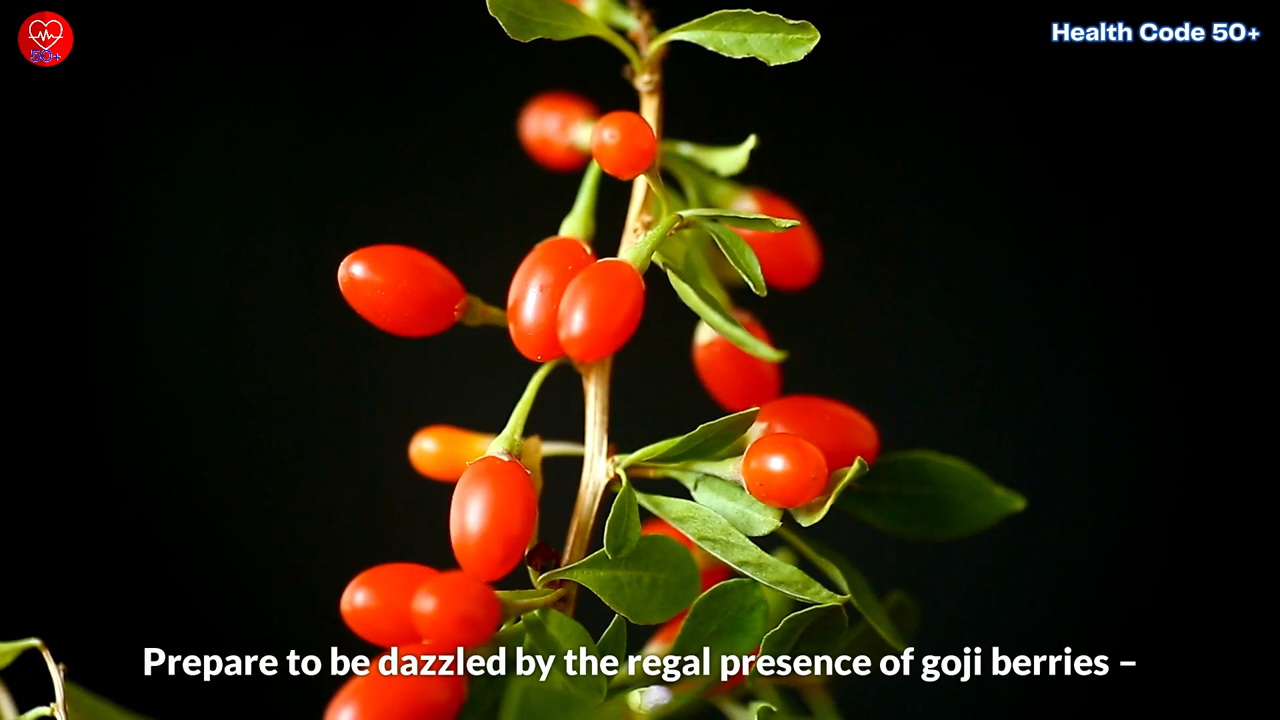 50+
Health Code 50+
Prepare to be dazzled by the regal presence of goji berries –